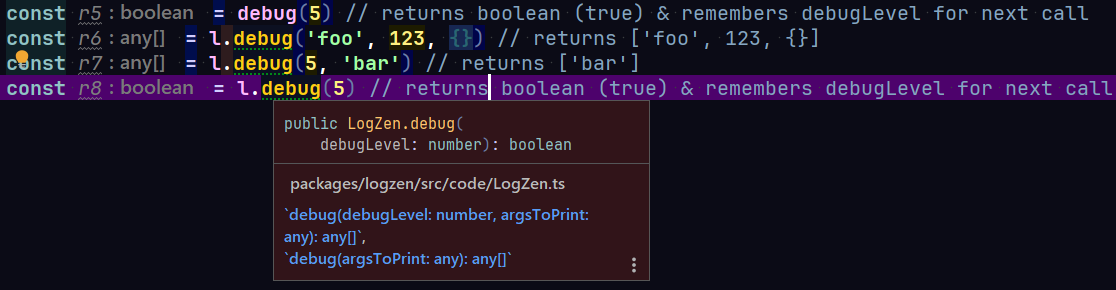 const r5 : boolean = debug(5) // returns boolean (true) & remembers debugLevel for next call
const r6 : any[] = l.debug('foo', 123, {}) // returns ['foo', 123, {}]
const r7 : any[] = l.debug(5, 'bar') // returns ['bar']
const r8 : boolean = l.debug(5) // returns boolean (true) & remembers debugLevel for next call
public LogZen.debug(
debugLevel: number): boolean
packages/logzen/src/code/LogZen.ts
`debug(debugLevel: number, argsToPrint:
any): any[]`,
`debug(argsToPrint: any): any[]`